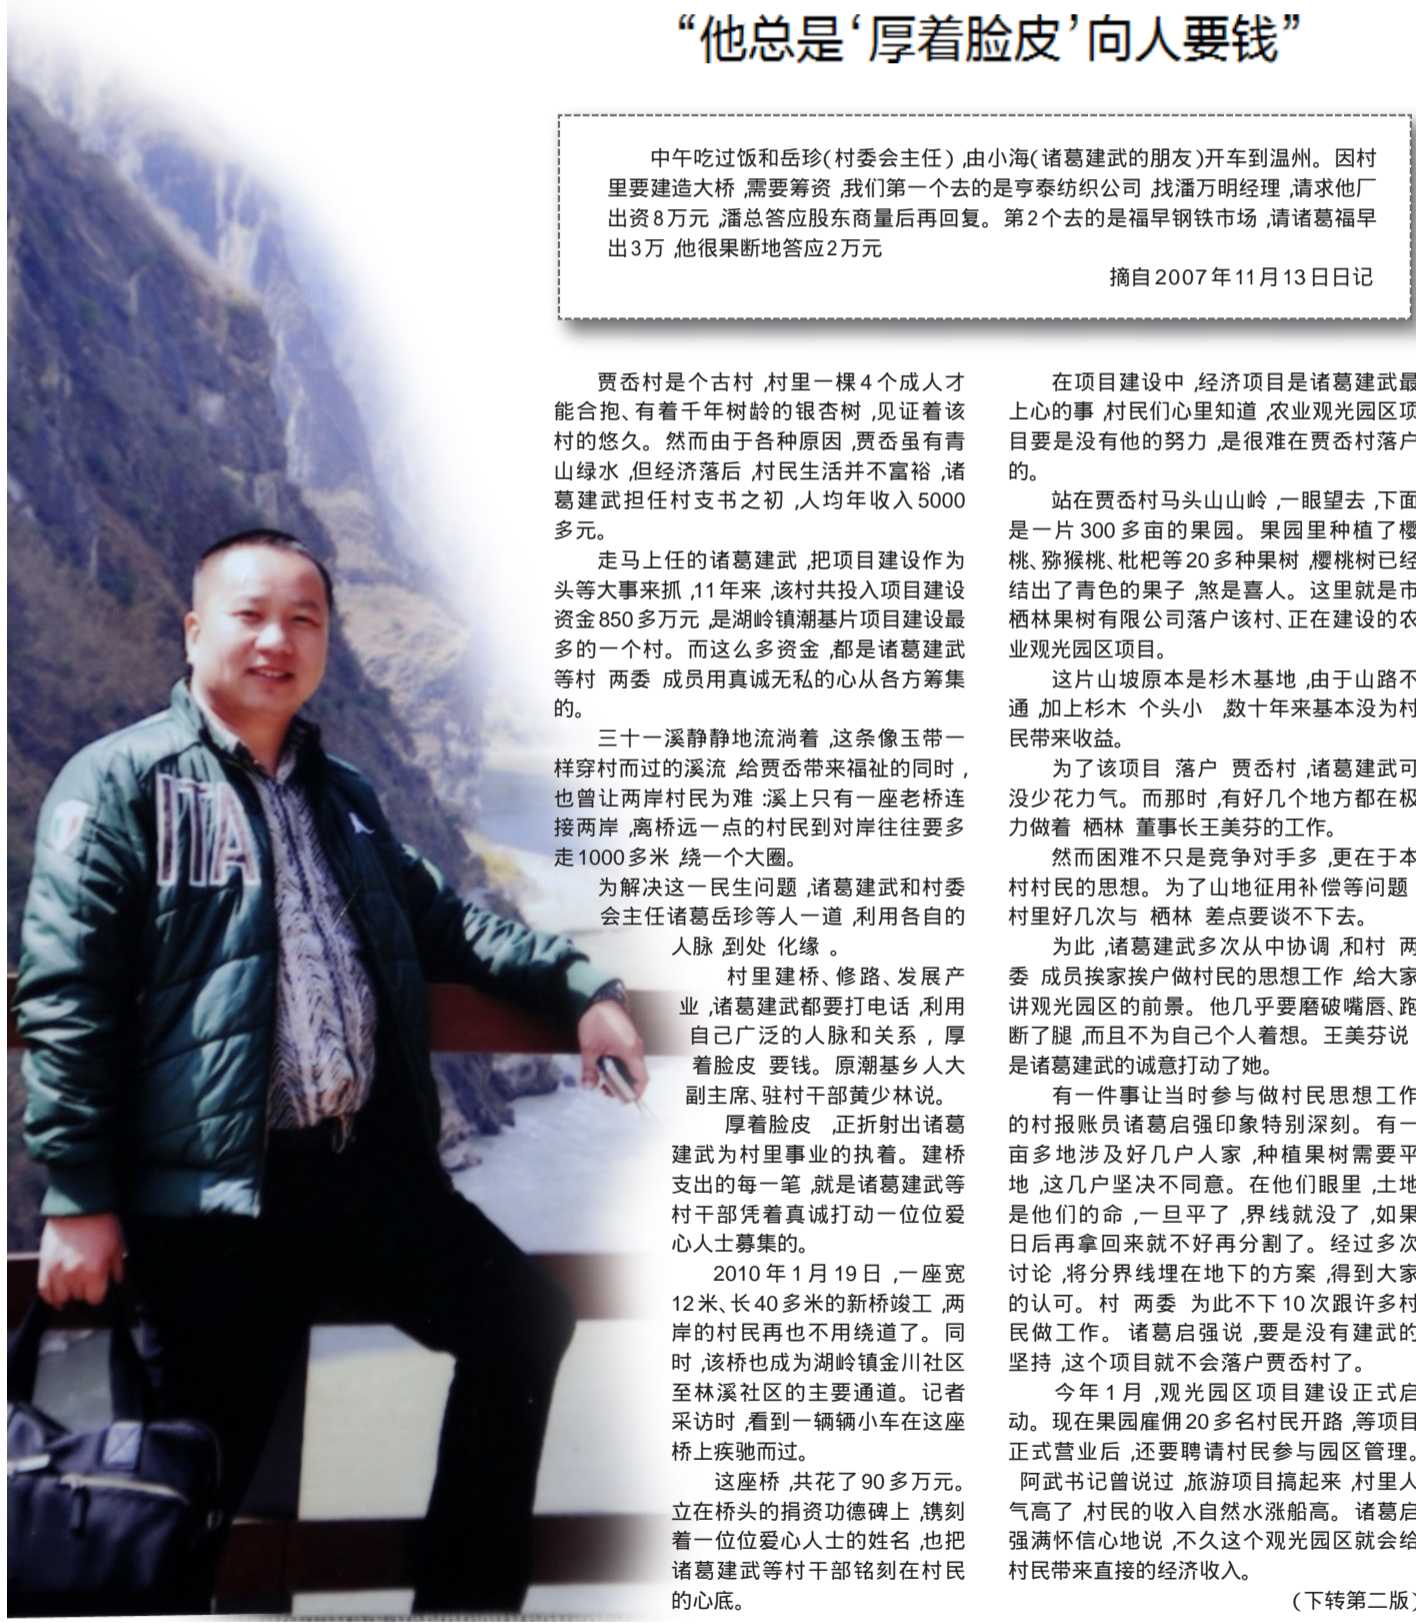 “他总是‘厚着脸皮’向人要钱”
中午吃过饭和岳珍(村委会主任),由小海(诸葛建武的朋友)开车到温州。因村
里要建造大桥,需要筹资,我们第一个去的是亨泰纺织公司,找潘万明经理,请求他厂
出资8万元,潘总答应股东商量后再回复。第2个去的是福早钢铁市场,请诸葛福早
出3万,他很果断地答应2万元
摘自2007年11月13日日记
贾岙村是个古村,村里一棵4个成人才
能合抱、有着千年树龄的银杏树,见证着该
村的悠久。然而由于各种原因,贾岙虽有青
山绿水,但经济落后,村民生活并不富裕,诸
葛建武担任村支书之初,人均年收入5000
多元。
走马上任的诸葛建武,把项目建设作为
头等大事来抓,11年来,该村共投入项目建设
资金850多万元,是湖岭镇潮基片项目建设最
多的一个村。而这么多资金,都是诸葛建武
等村 两委 成员用真诚无私的心从各方筹集
的。
三十一溪静静地流淌着,这条像玉带一
样穿村而过的溪流,给贾岙带来福祉的同时,
也曾让两岸村民为难:溪上只有一座老桥连
接两岸,离桥远一点的村民到对岸往往要多
走1000多米,绕一个大圈。
为解决这一民生问题,诸葛建武和村委
会主任诸葛岳珍等人一道,利用各自的
人脉,到处 化缘 。
村里建桥、修路、发展产
业,诸葛建武都要打电话,利用
自己广泛的人脉和关系, 厚
着脸皮 要钱。原潮基乡人大
副主席、驻村干部黄少林说。
厚着脸皮 ,正折射出诸葛
建武为村里事业的执着。建桥
支出的每一笔,就是诸葛建武等
村干部凭着真诚打动一位位爱
心人士募集的。
2010年1月19日,一座宽
12米、长40多米的新桥竣工,两
岸的村民再也不用绕道了。同
时,该桥也成为湖岭镇金川社区
至林溪社区的主要通道。记者
采访时,看到一辆辆小车在这座
桥上疾驰而过。
这座桥,共花了90多万元。
立在桥头的捐资功德碑上,镌刻
着一位位爱心人士的姓名,也把
诸葛建武等村干部铭刻在村民
的心底。
在项目建设中,经济项目是诸葛建武最
上心的事,村民们心里知道,农业观光园区项
目要是没有他的努力,是很难在贾岙村落户
的。
站在贾岙村马头山山岭,一眼望去,下面
是一片300多亩的果园。果园里种植了樱
桃、猕猴桃、枇杷等20多种果树,樱桃树已经
结出了青色的果子,煞是喜人。这里就是市
栖林果树有限公司落户该村、正在建设的农
业观光园区项目。
这片山坡原本是杉木基地,由于山路不
通,加上杉木 个头小 ,数十年来基本没为村
民带来收益。
为了该项目 落户 贾岙村,诸葛建武可
没少花力气。而那时,有好几个地方都在极
力做着 栖林 董事长王美芬的工作。
然而困难不只是竞争对手多,更在于本
村村民的思想。为了山地征用补偿等问题
村里好几次与 栖林 差点要谈不下去。
为此,诸葛建武多次从中协调,和村 两
委 成员挨家挨户做村民的思想工作,给大家
讲观光园区的前景。他几乎要磨破嘴唇、跑
断了腿,而且不为自己个人着想。王美芬说
是诸葛建武的诚意打动了她。
有一件事让当时参与做村民思想工作
的村报账员诸葛启强印象特别深刻。有一
亩多地涉及好几户人家,种植果树需要平
地,这几户坚决不同意。在他们眼里,土地
是他们的命,一旦平了,界线就没了,如果
日后再拿回来就不好再分割了。经过多次
讨论,将分界线埋在地下的方案,得到大家
的认可。村 两委 为此不下10次跟许多村
民做工作。诸葛启强说,要是没有建武的
坚持,这个项目就不会落户贾岙村了。
今年1月,观光园区项目建设正式启
动。现在果园雇佣20多名村民开路,等项目
正式营业后,还要聘请村民参与园区管理。
阿武书记曾说过,旅游项目搞起来,村里人
气高了,村民的收入自然水涨船高。诸葛启
强满怀信心地说,不久这个观光园区就会给
村民带来直接的经济收入。
(下转第二版)
ITA